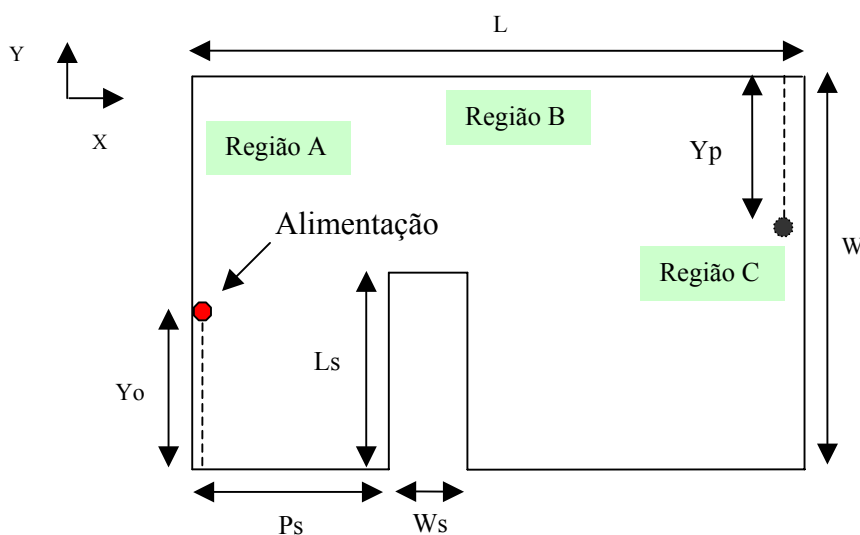 L
Y
X
Região A
Região B
Yp
Alimentação
W
Região C
Ls
Yo
Ps
Ws